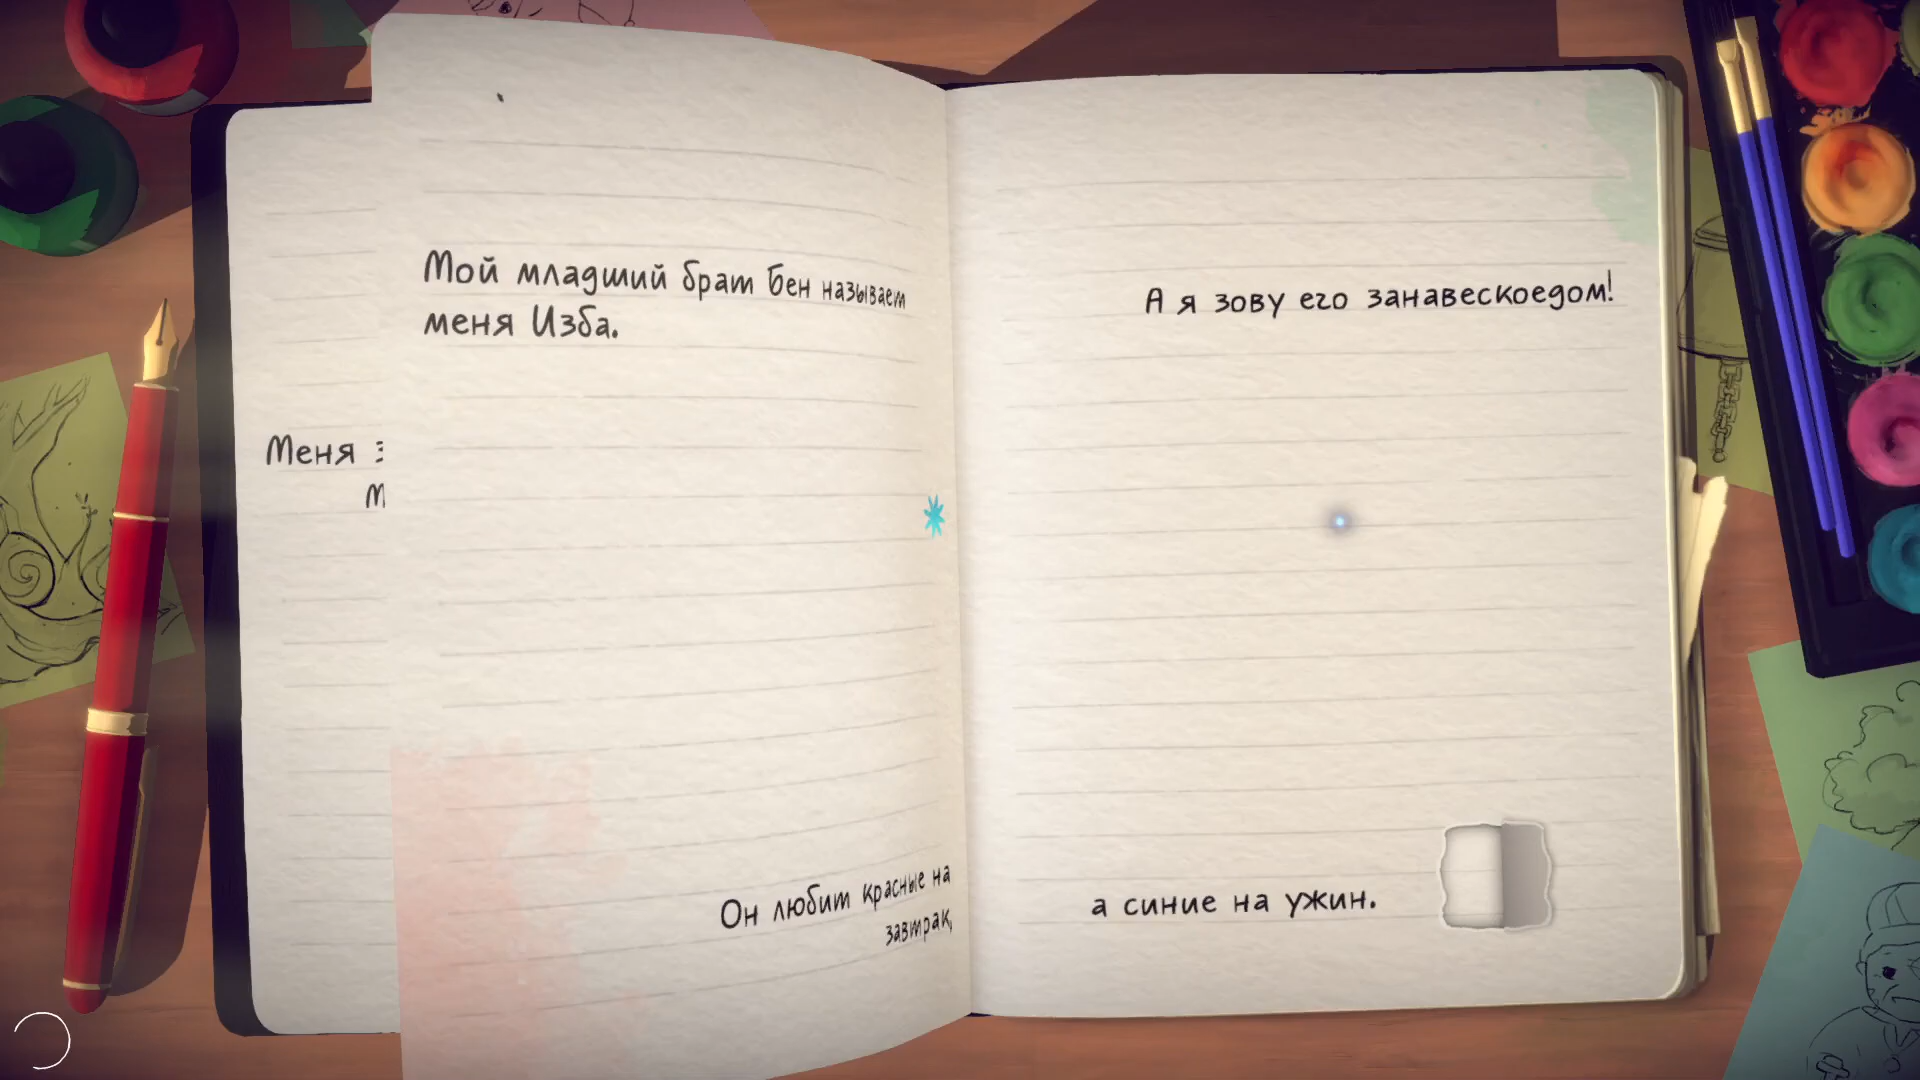 Меня з
м
Мой младший брат Бен называет
меня Изба.
Он любит красные на
завтрак,
А я зову его занавескоедом!
а синие на ужин.